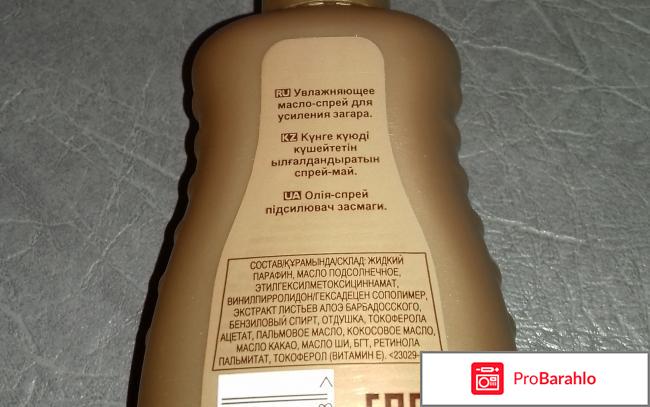 RU Увлажняющее
масло-спрей для
усиления загара.
KZ Күнге күюді
күшейтетін
ылғалдандыратын
спрей-май.
UA Олія-спрей
підсилювач засмаги.
СОСТАВ/ҚҰРАМЫНДА/СКЛАД: ЖИДКИЙ
ПАРАФИН, МАСЛО ПОДСОЛНЕЧНОЕ,
ЭТИЛГЕКСИЛМЕТОКСИЦИННАМАТ,
ВИНИЛПИРРОЛИДОН/ГЕКСАДЕЦЕН СОПОЛИМЕР,
ЭКСТРАКТ ЛИСТЬЕВ АЛОЭ БАРБАДОССКОГО,
БЕНЗИЛОВЫЙ СПИРТ, ОТДУШКА, ТОКОФЕРОЛА
АЦЕТАТ, ПАЛЬМОВОЕ МАСЛО, КОКОСОВОЕ МАСЛО,
МАСЛО КАКАО, МАСЛО ШИ, БГТ, РЕТИНОЛА
ПАЛЬМИТАТ, ТОКОФЕРОЛ (ВИТАМИН Е). <23029-
ProBarahlo